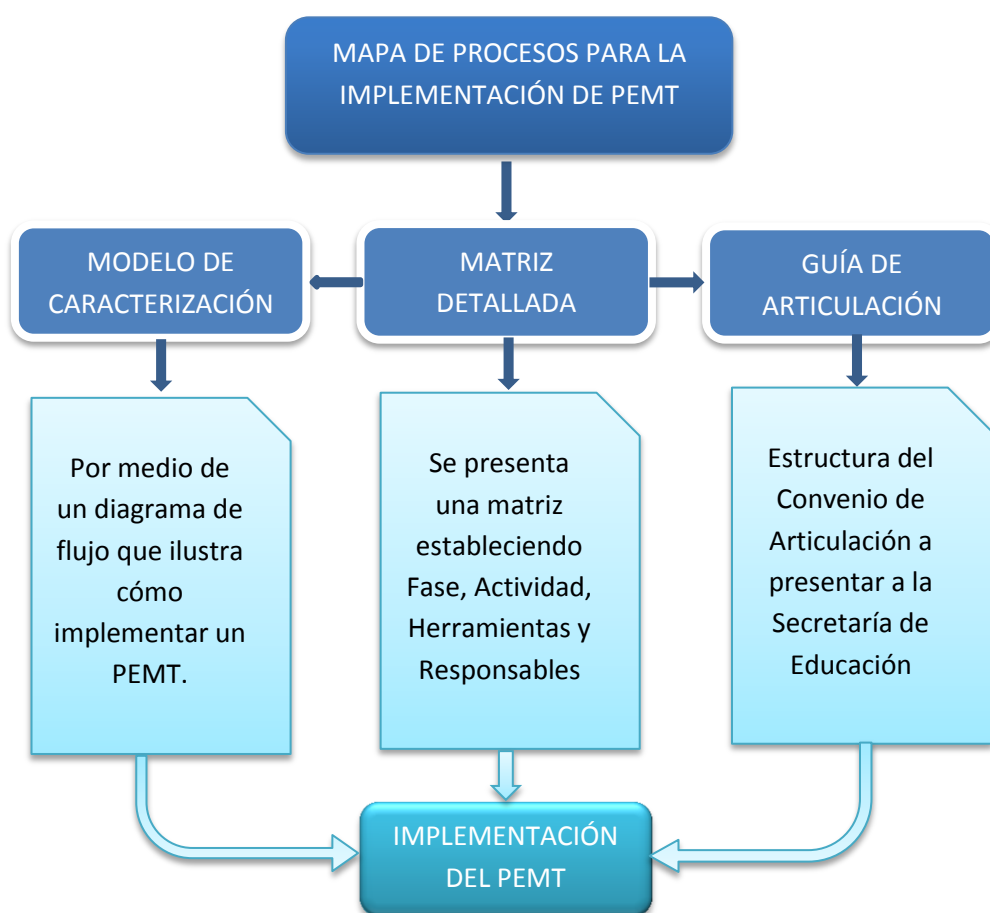 MAPA DE PROCESOS PARA LA
IMPLEMENTACIÓN DE PEMT
MODELO DE
CARACTERIZACIÓN
MATRIZ
DETALLADA
GUÍA DE
ARTICULACIÓN
Por medio de
un diagrama de
flujo que ilustra
cómo
implementar un
PEMT.
Se presenta
una matriz
estableciendo
Fase, Actividad,
Herramientas y
Responsables
Estructura del
Convenio de
Articulación a
presentar a la
Secretaría de
Educación
IMPLEMENTACIÓN
DEL PEMT